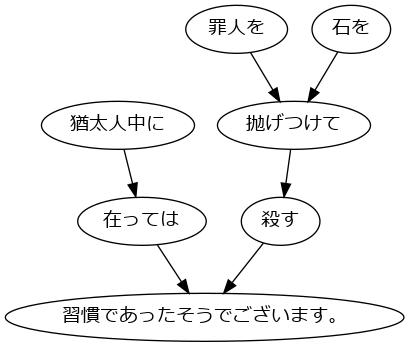 罪人を
石を
猶太人中に
抛げつけて
在っては
殺す
習慣であったそうでございます。